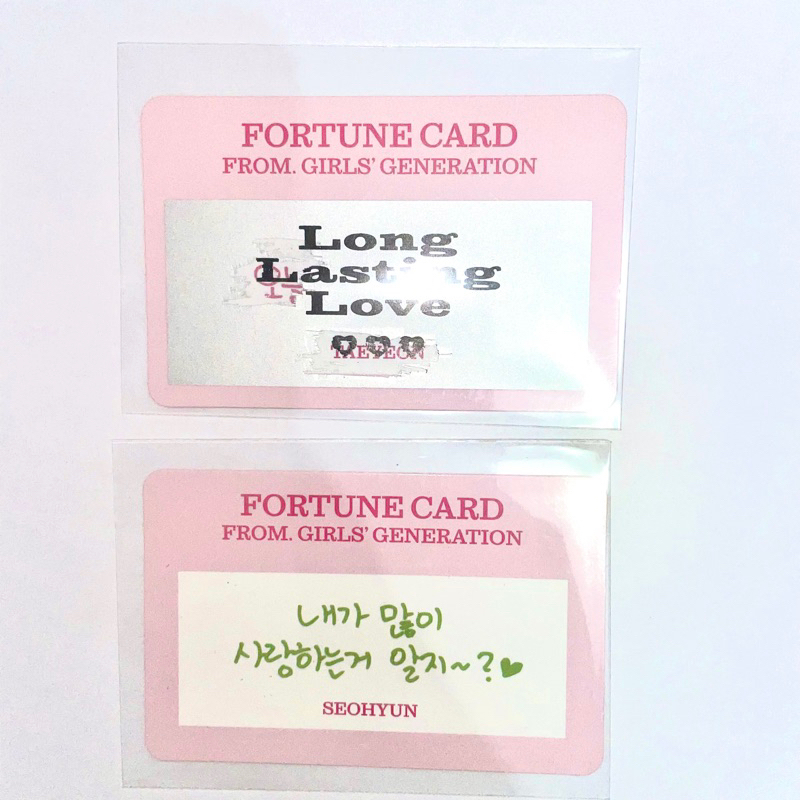 FORTUNE CARD
FROM. GIRLS' GENERATION
Long
Lasting
Love
♥♥♥
TAEYEON
FORTUNE CARD
FROM. GIRLS' GENERATION
내가 많이
사랑하는거 알지~?♥
SEOHYUN